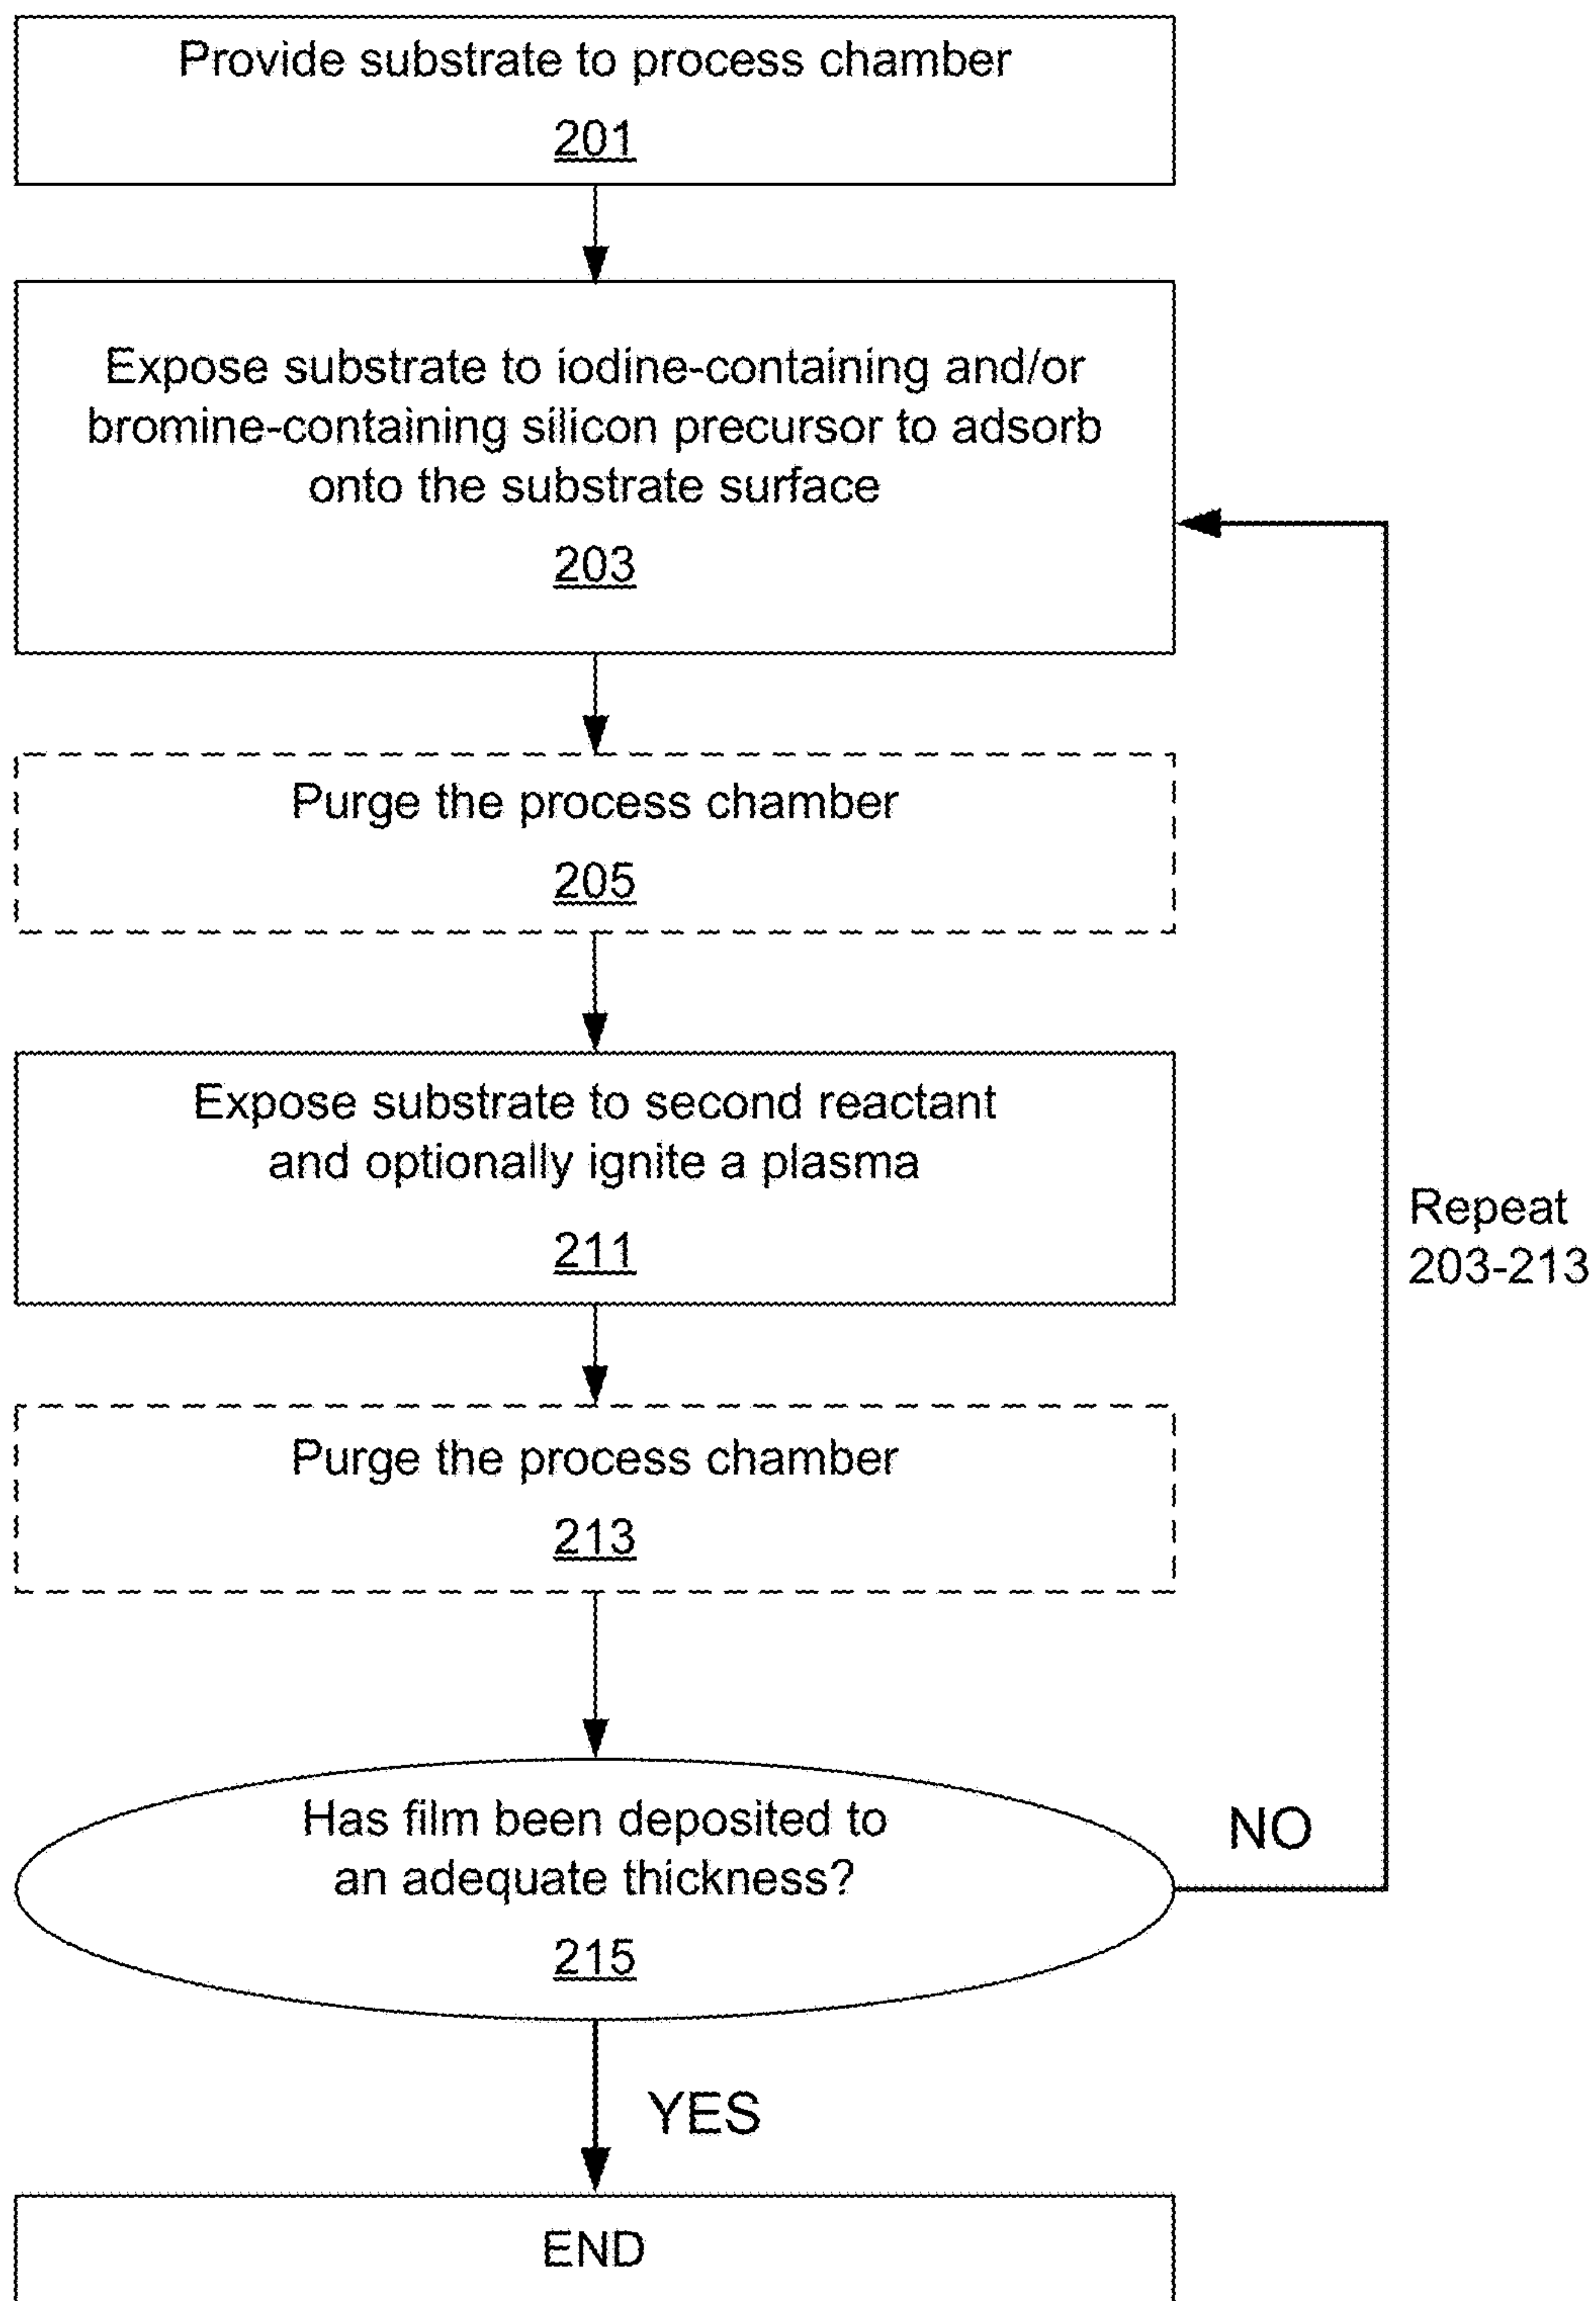 Provide substrate to process chamber
201
Expose substrate to iodine-containing and/or
bromine-containing silicon precursor to adsorb
onto the substrate surface
203
Purge the process chamber
205
Expose substrate to second reactant
and optionally ignite a plasma
211
Repeat
203-213
Purge the process chamber
213
Has film been deposited to
an adequate thickness?
215
NO
YES
END